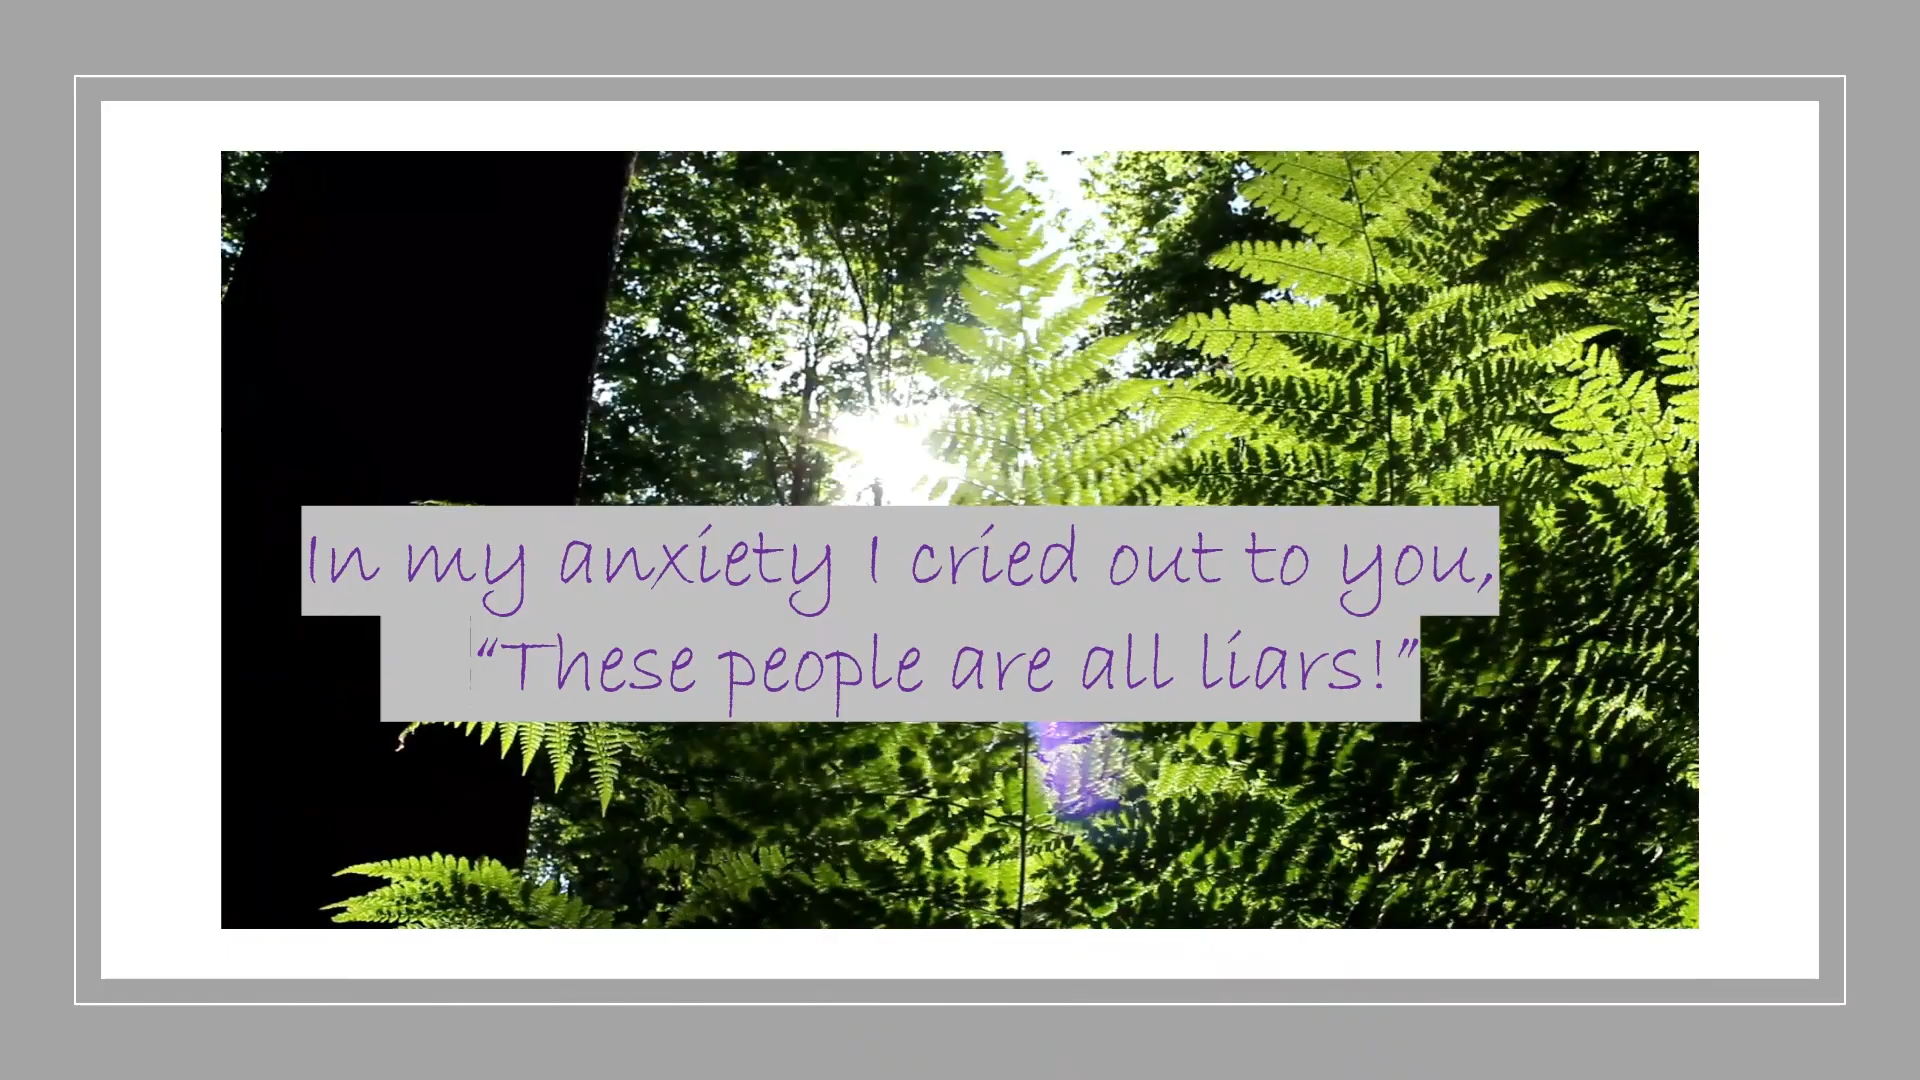 In my anxiety I cried out to you,
“These people are all liars!”